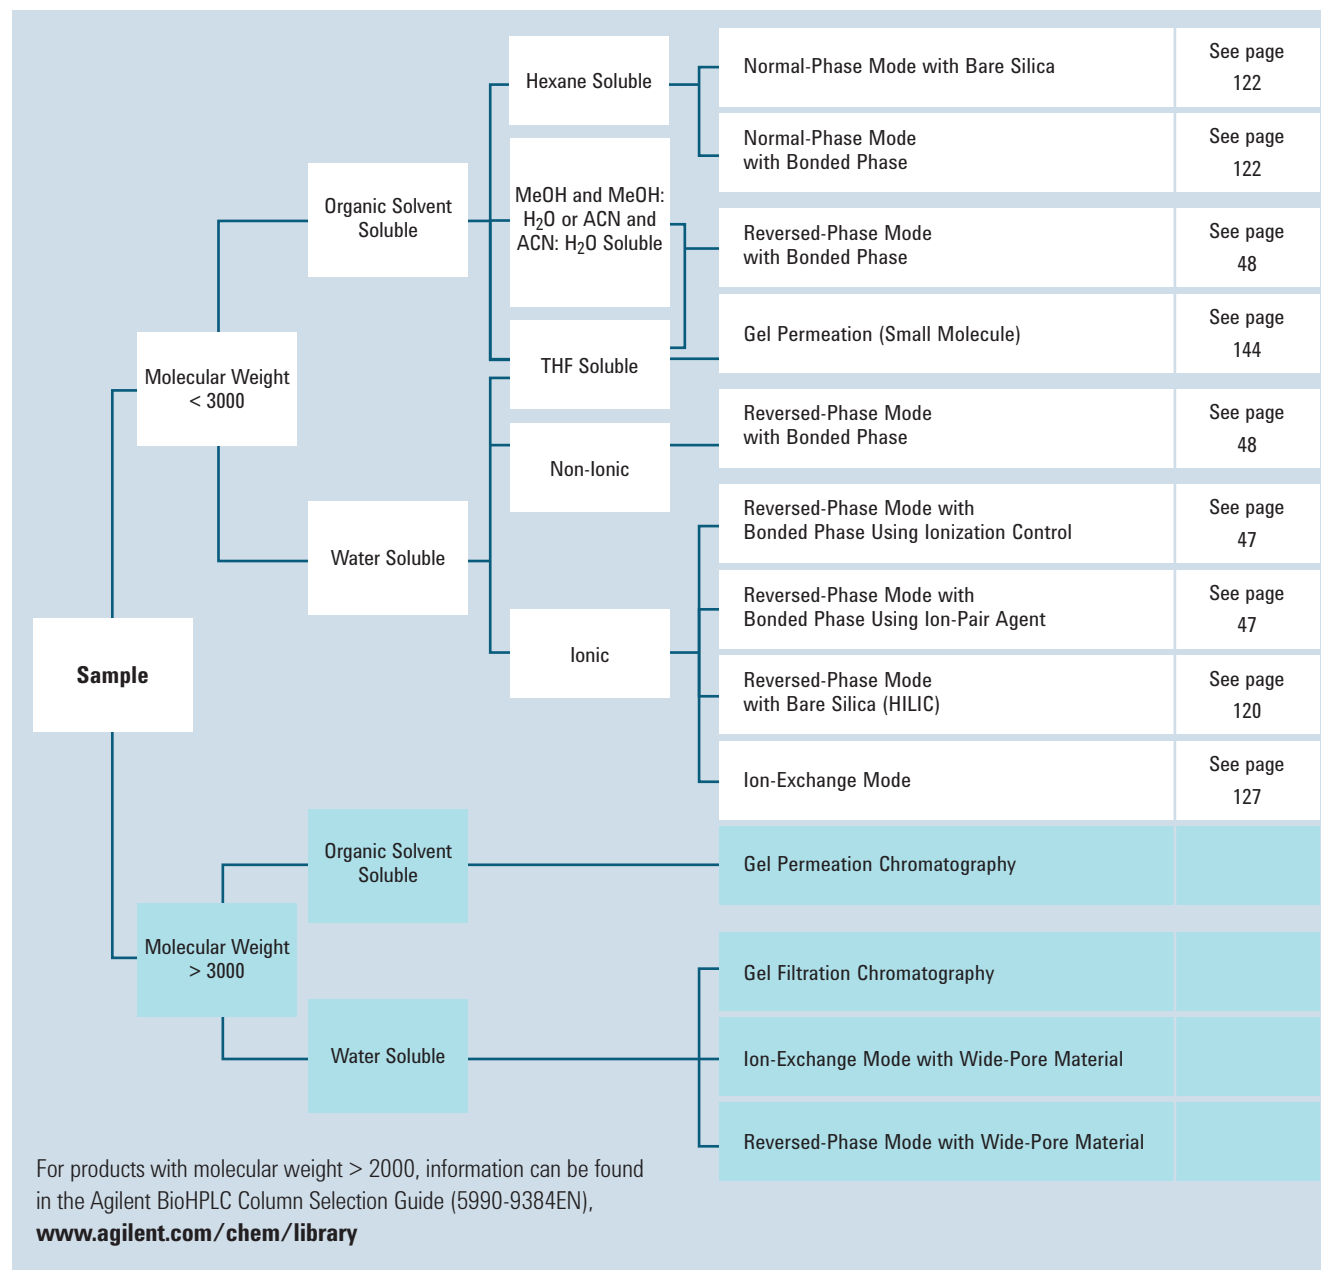 Hexane Soluble
Normal-Phase Mode with Bare Silica
See page
122
Normal-Phase Mode
with Bonded Phase
See page
122
Organic Solvent
Soluble
MeOH and MeOH:
H2O or ACN and
ACN: H2O Soluble
Reversed-Phase Mode
with Bonded Phase
See page
48
Gel Permeation (Small Molecule)
See page
144
THF Soluble
Molecular Weight
< 3000
Reversed-Phase Mode
with Bonded Phase
See page
48
Non-Ionic
Water Soluble
Reversed-Phase Mode with
Bonded Phase Using Ionization Control
See page
47
Reversed-Phase Mode with
Bonded Phase Using Ion-Pair Agent
See page
47
Ionic
Sample
Reversed-Phase Mode
with Bare Silica (HILIC)
See page
120
Ion-Exchange Mode
See page
127
Organic Solvent
Soluble
Gel Permeation Chromatography
Molecular Weight
> 3000
Gel Filtration Chromatography
Water Soluble
Ion-Exchange Mode with Wide-Pore Material
Reversed-Phase Mode with Wide-Pore Material
For products with molecular weight > 2000, information can be found
in the Agilent BioHPLC Column Selection Guide (5990-9384EN),
www.agilent.com/chem/library